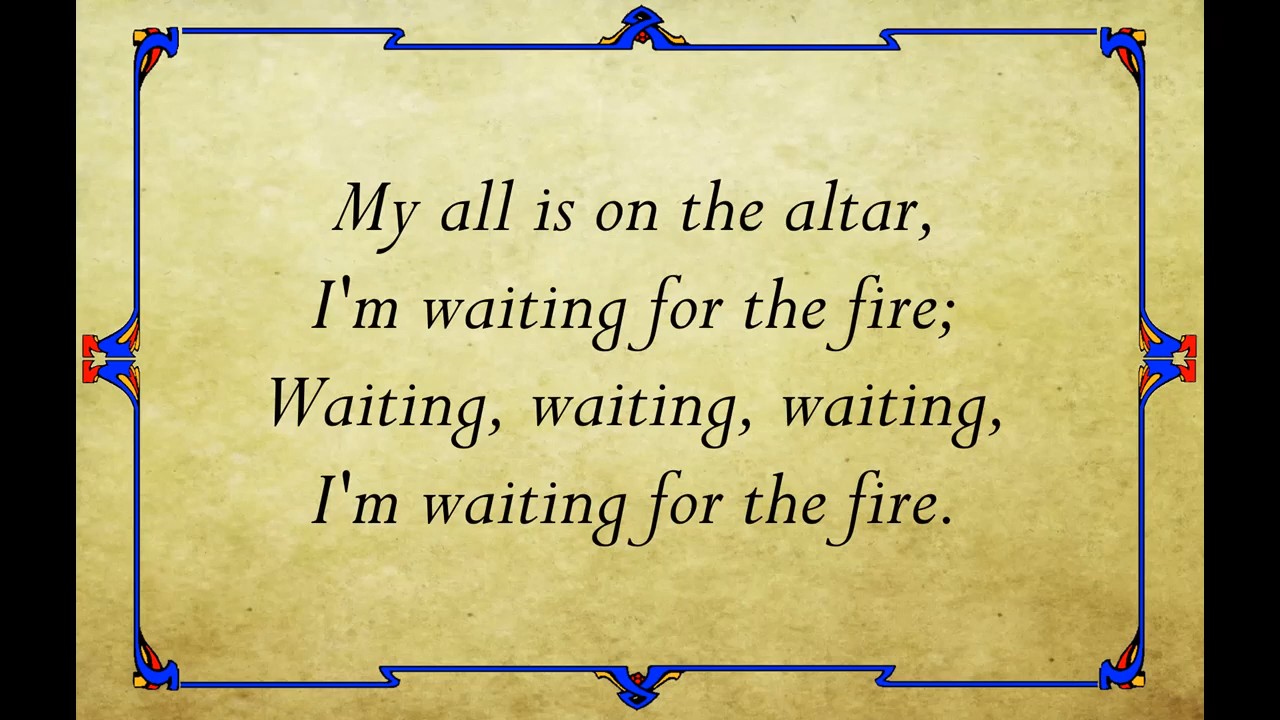 My all is on the altar,
I'm waiting for the fire;
Waiting, waiting, waiting,
I'm waiting for the fire.